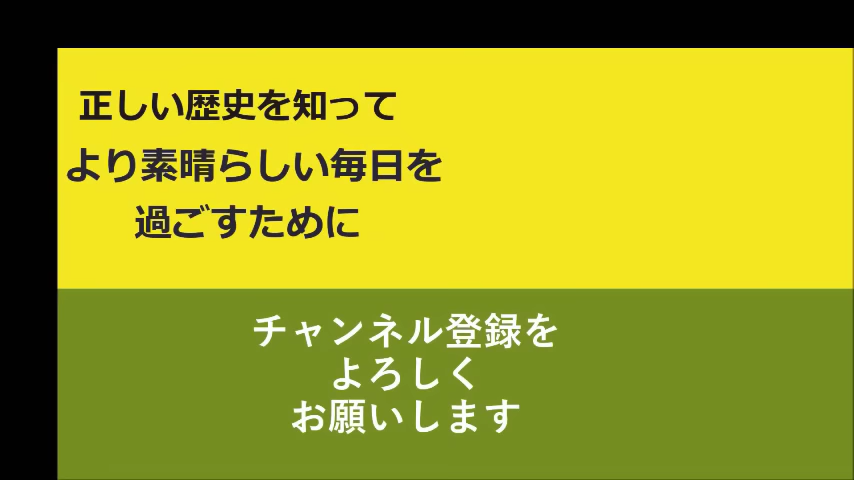 正しい歴史を知って
より素晴らしい毎日を
過ごすために
チャンネル登録を
よろしく
お願いします